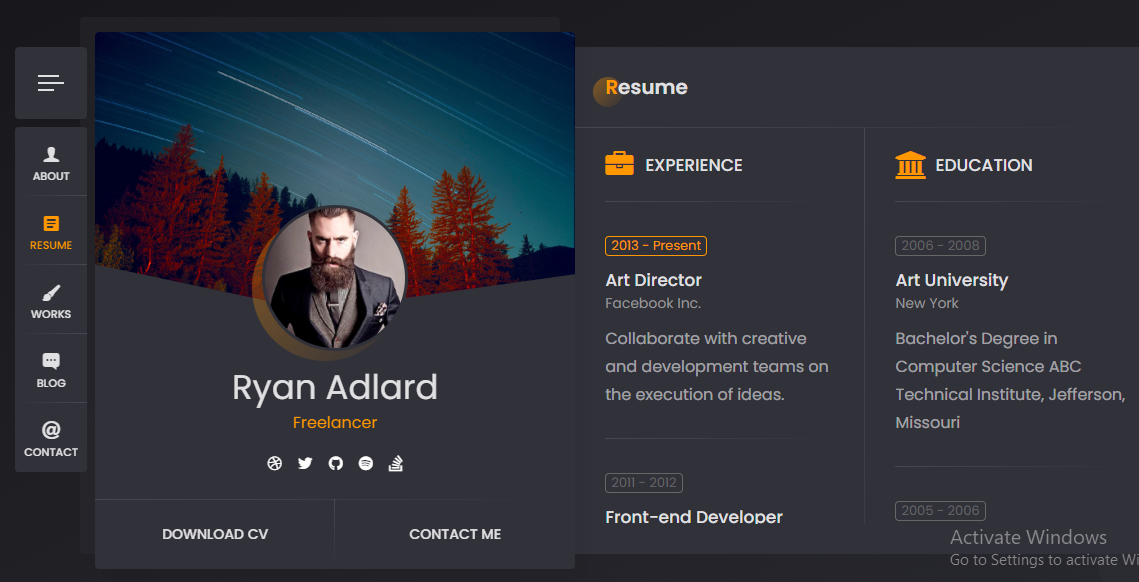 ABOUT
RESUME
WORKS
BLOG
@
CONTACT
Ryan Adlard
Freelancer
DOWNLOAD CV
CONTACT ME
Resume
EXPERIENCE
2013 - Present
Art Director
Facebook Inc.
Collaborate with creative
and development teams on
the execution of ideas.
2011 - 2012
Front-end Developer
EDUCATION
2006 - 2008
Art University
New York
Bachelor's Degree in
Computer Science ABC
Technical Institute, Jefferson,
Missouri
2005 - 2006
Activate Windows
Go to Settings to activate Wi